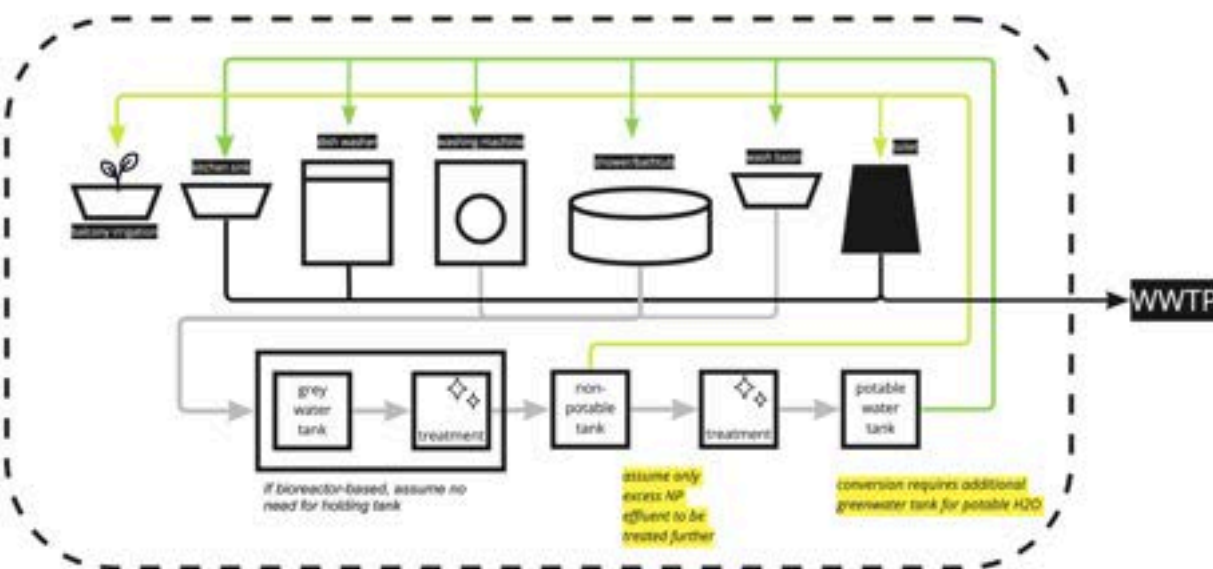 dish washer
washing machine
toilet
kitchen sink
shower/bathtub
wash basin
balcony irrigation
WWTP
grey
water
tank
treatment
non-
potable
tank
treatment
potable
water
tank
If bioreactor-based, assume no
need for holding tank
assume only
excess NP
effluent to be
treated further
conversion requires additional
greenwater tank for potable H2O